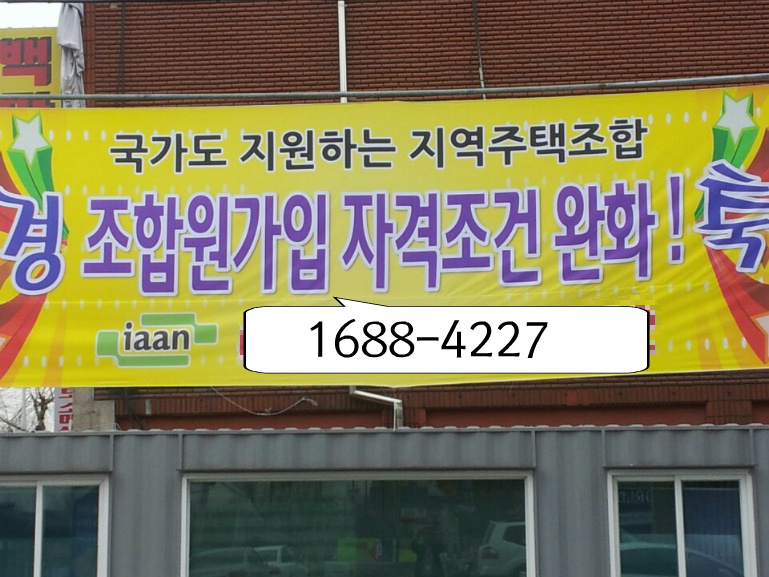 백
국가도 지원하는 지역주택조합
경 조합원가입 자격조건 완화! 축
iaan
1688-4227